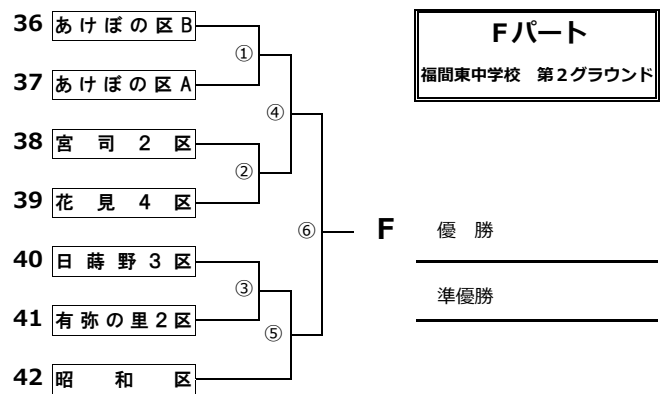 36 あけぼの区B
①
37 あけぼの区A
④
38 宮司2区
②
39 花見4区
⑥
40 日蒔野3区
③
41 有弥の里2区
⑤
42 昭和区
Fパート
福間東中学校 第2グラウンド
F
優 勝
準優勝